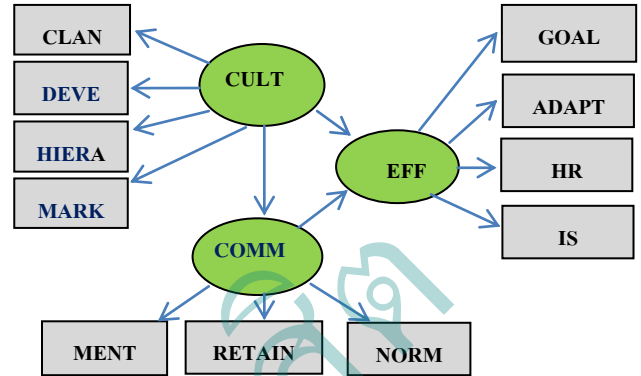 CLAN
GOAL
CULT
DEVE
ADAPT
HIERA
EFF
HR
MARK
COMM
IS
MENT
RETAIN
NORM